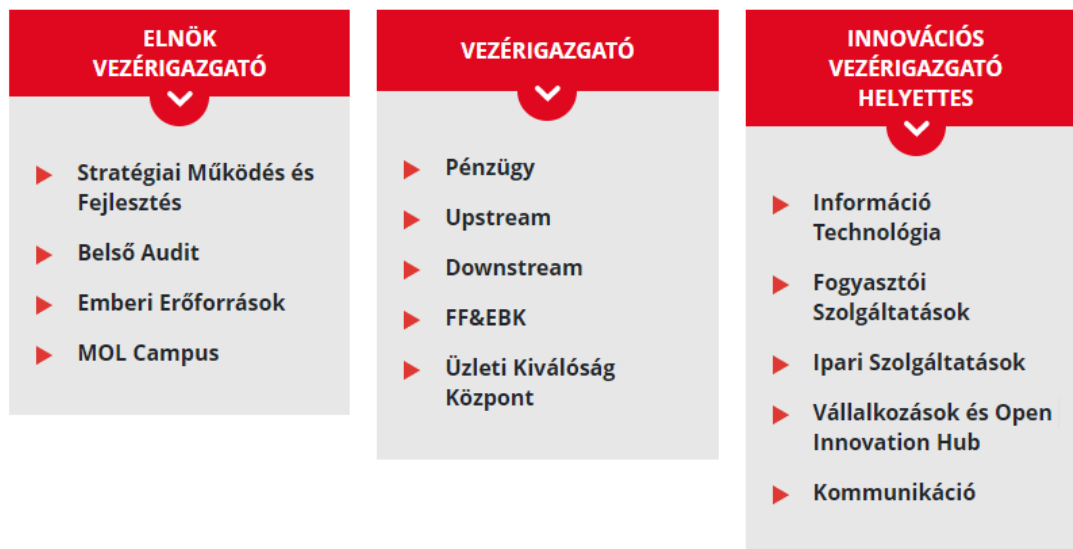 ELNÖK
VEZÉRIGAZGATÓ
Stratégiai Működés és
Fejlesztés
Belső Audit
Emberi Erőforrások
MOL Campus
VEZÉRIGAZGATÓ
Pénzügy
Upstream
Downstream
FF&EBK
Üzleti Kiválóság
Központ
INNOVÁCIÓS
VEZÉRIGAZGATÓ
HELYETTES
Információ
Technológia
Fogyasztói
Szolgáltatások
Ipari Szolgáltatások
Vállalkozások és Open
Innovation Hub
Kommunikáció